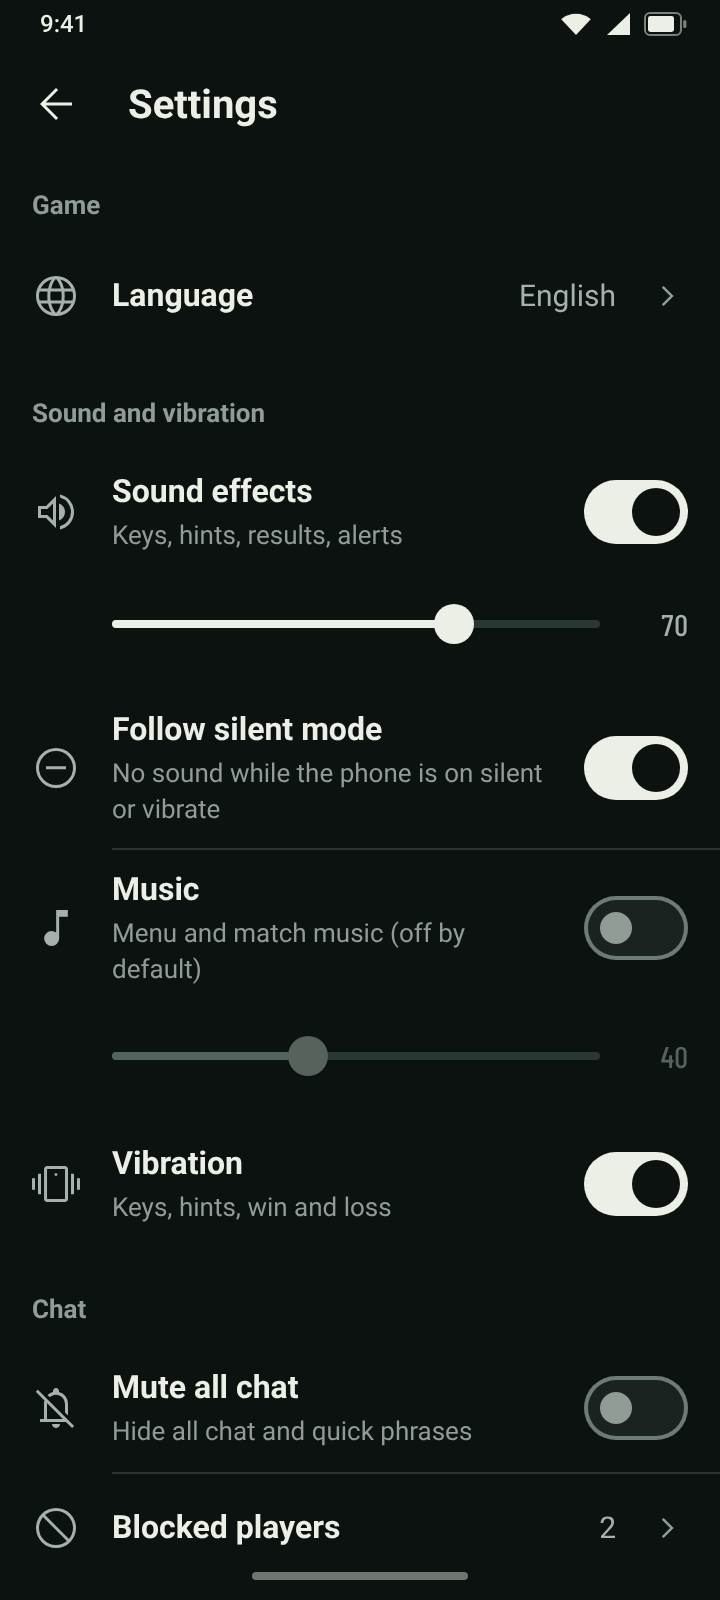 9:41
Settings
Game
Language
English
Sound and vibration
Sound effects
Keys, hints, results, alerts
70
Follow silent mode
No sound while the phone is on silent
or vibrate
Music
Menu and match music (off by
default)
40
Vibration
Keys, hints, win and loss
Chat
Mute all chat
Hide all chat and quick phrases
Blocked players
2